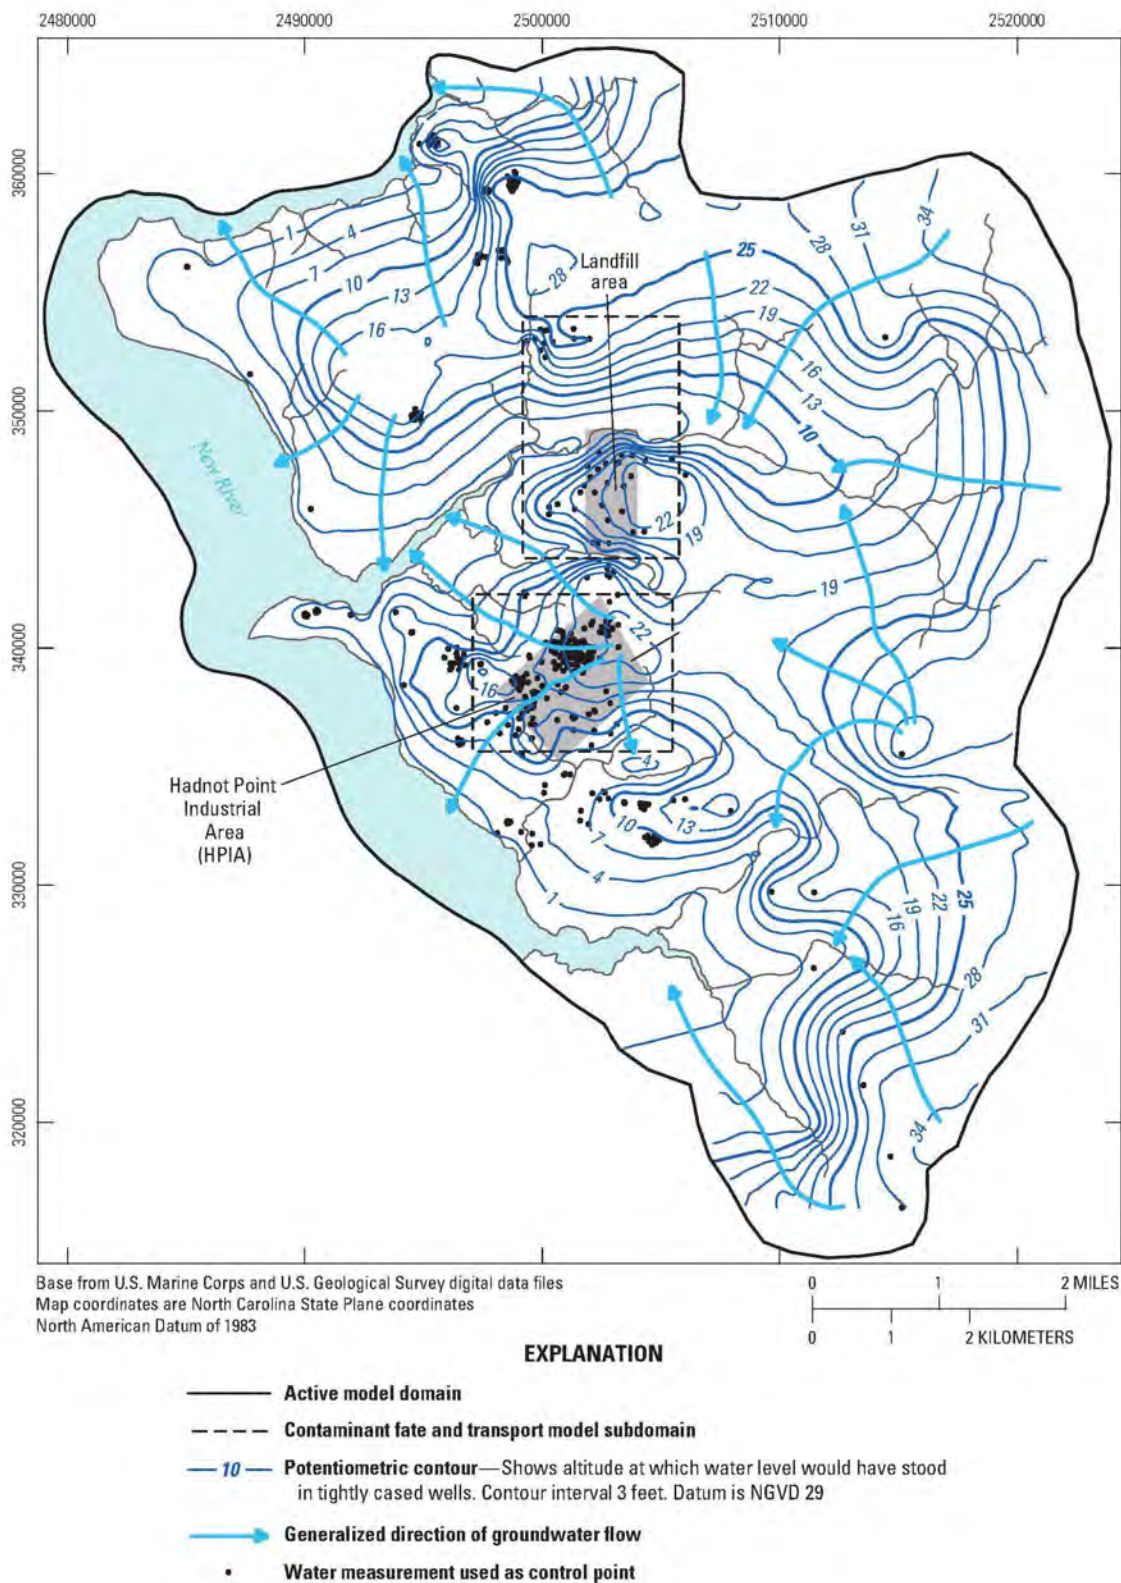 2480000 2490000 2500000 2510000 2520000
360000
350000
340000
330000
320000
1
4
7
10
13
16
28
Landfill
area
25
22
19
16
13
10
28
31
34
New River
22
19
19
22
16
4
Hadnot Point
Industrial
Area
(HPIA)
10
13
7
4
1
16
19
22
25
28
31
34
Base from U.S. Marine Corps and U.S. Geological Survey digital data files
Map coordinates are North Carolina State Plane coordinates
North American Datum of 1983
0 1 2 MILES
0 1 2 KILOMETERS
EXPLANATION
Active model domain
Contaminant fate and transport model subdomain
10 Potentiometric contour—Shows altitude at which water level would have stood
in tightly cased wells. Contour interval 3 feet. Datum is NGVD 29
Generalized direction of groundwater flow
Water measurement used as control point